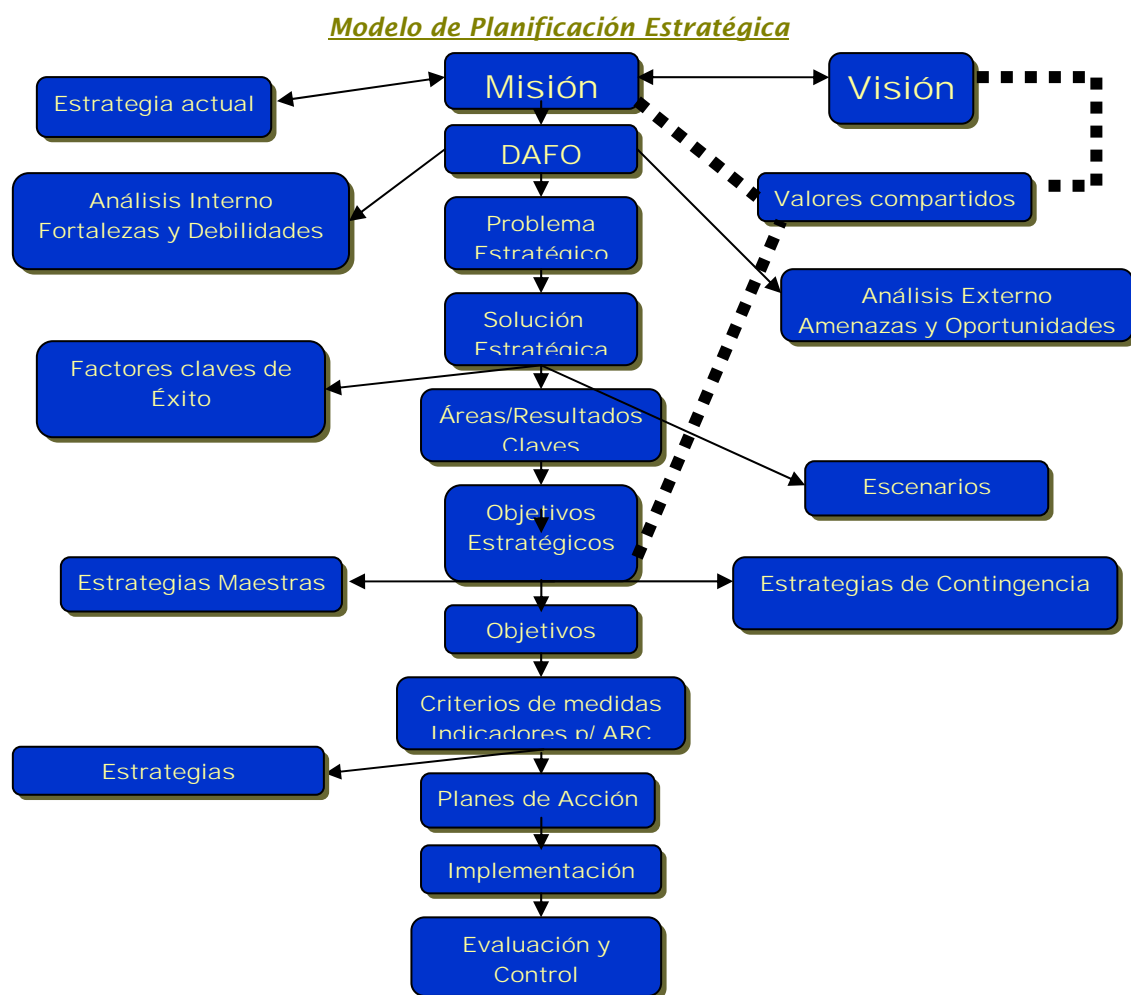 Modelo de Planificación Estratégica
Misión
Visión
Estrategia actual
DAFO
Análisis Interno
Fortalezas y Debilidades
Valores compartidos
Problema
Estratégico
Análisis Externo
Amenazas y Oportunidades
Solución
Estratégica
Factores claves de
Éxito
Áreas/Resultados
Claves
Escenarios
Objetivos
Estratégicos
Estrategias Maestras
Estrategias de Contingencia
Objetivos
Criterios de medidas
Indicadores p/ ARC
Estrategias
Planes de Acción
Implementación
Evaluación y
Control